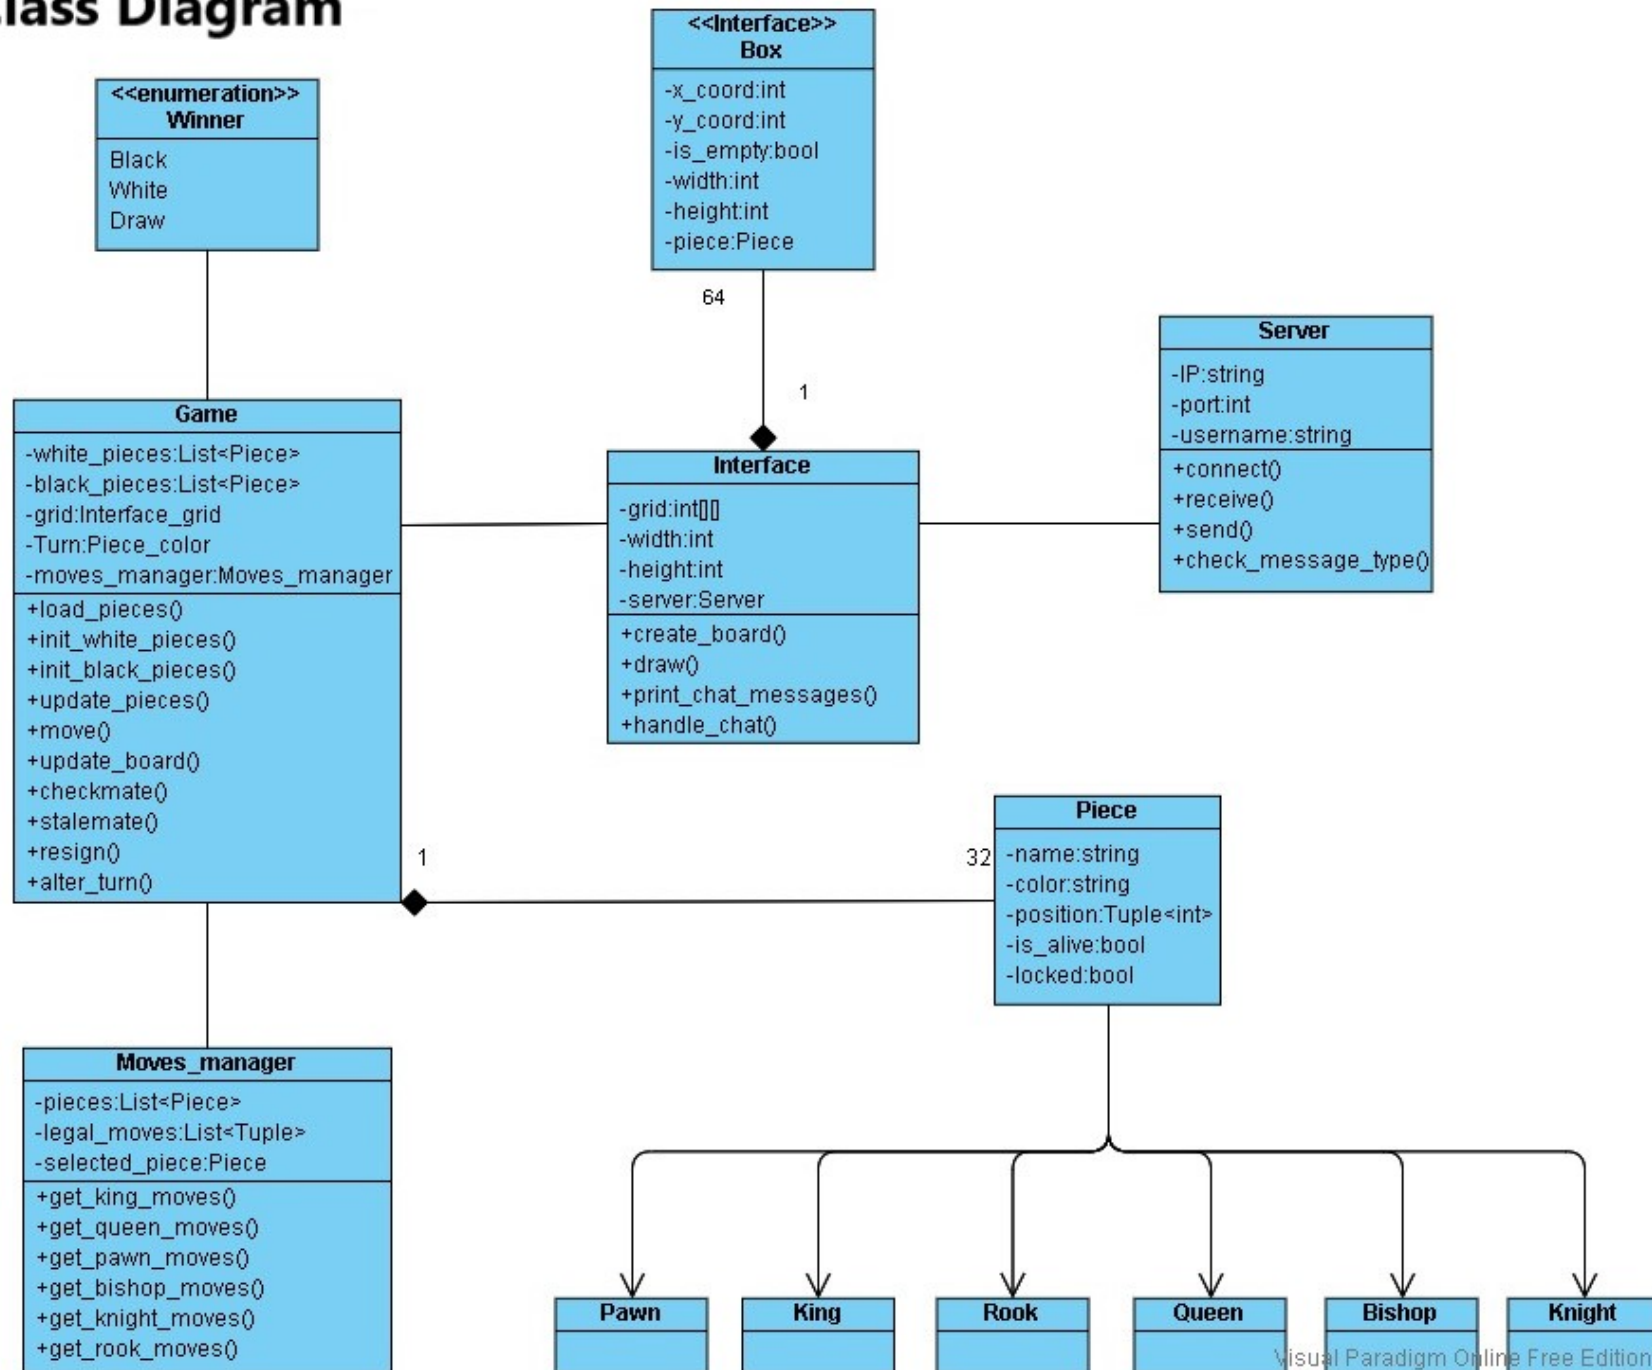 Class Diagram
<<enumeration>>
Winner
Black
White
Draw
<<Interface>>
Box
-x_coord:int
-y_coord:int
-is_empty:bool
-width:int
-height:int
-piece:Piece
64
1
Server
-IP:string
-port:int
-username:string
+connect()
+receive()
+send()
+check_message_type()
Game
-white_pieces:List<Piece>
-black_pieces:List<Piece>
-grid:Interface_grid
-Turn:Piece_color
-moves_manager:Moves_manager
+load_pieces()
+init_white_pieces()
+init_black_pieces()
+update_pieces()
+move()
+update_board()
+checkmate()
+stalemate()
+resign()
+alter_turn()
Interface
-grid:int[][]
-width:int
-height:int
-server:Server
+create_board()
+draw()
+print_chat_messages()
+handle_chat()
1
32
Piece
-name:string
-color:string
-position:Tuple<int>
-is_alive:bool
-locked:bool
Moves_manager
-pieces:List<Piece>
-legal_moves:List<Tuple>
-selected_piece:Piece
+get_king_moves()
+get_queen_moves()
+get_pawn_moves()
+get_bishop_moves()
+get_knight_moves()
+get_rook_moves()
Pawn
King
Rook
Queen
Bishop
Knight
Visual Paradigm Online Free Edition